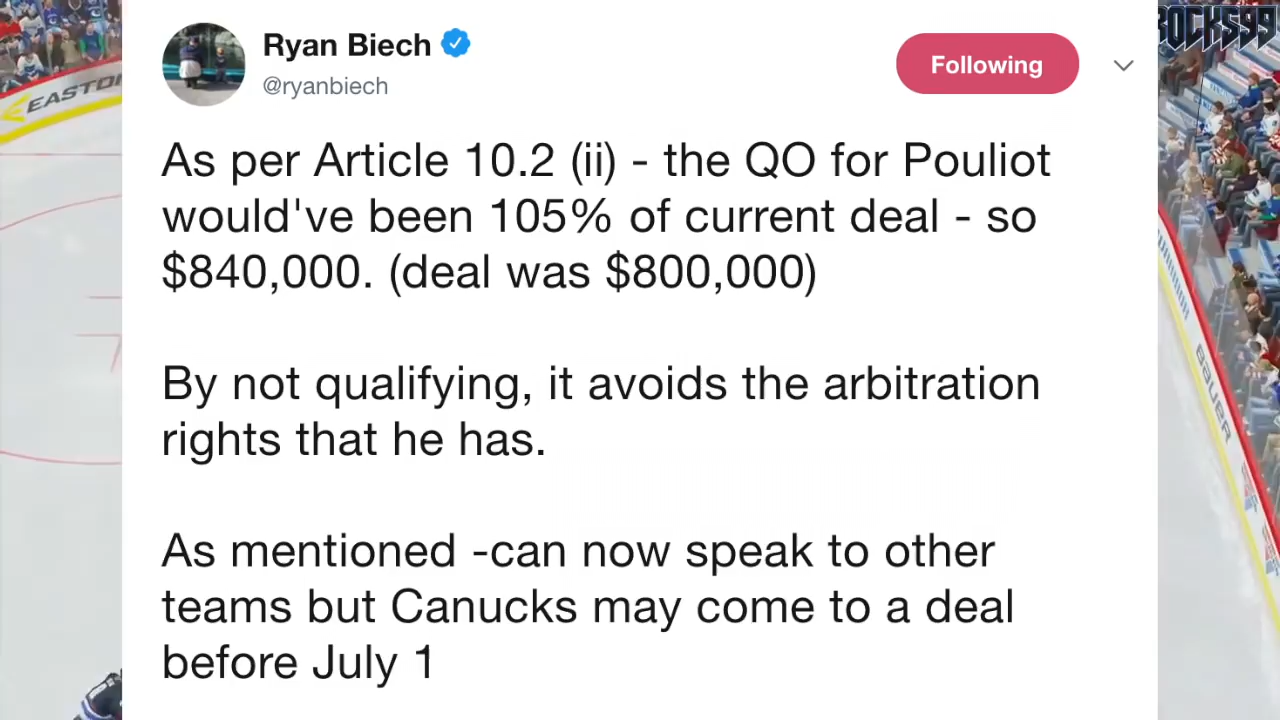 Ryan Biech
@ryanbiech
Following
As per Article 10.2 (ii) - the QO for Pouliot
would've been 105% of current deal - so
$840,000. (deal was $800,000)
By not qualifying, it avoids the arbitration
rights that he has.
As mentioned -can now speak to other
teams but Canucks may come to a deal
before July 1
EASTON
BAUER